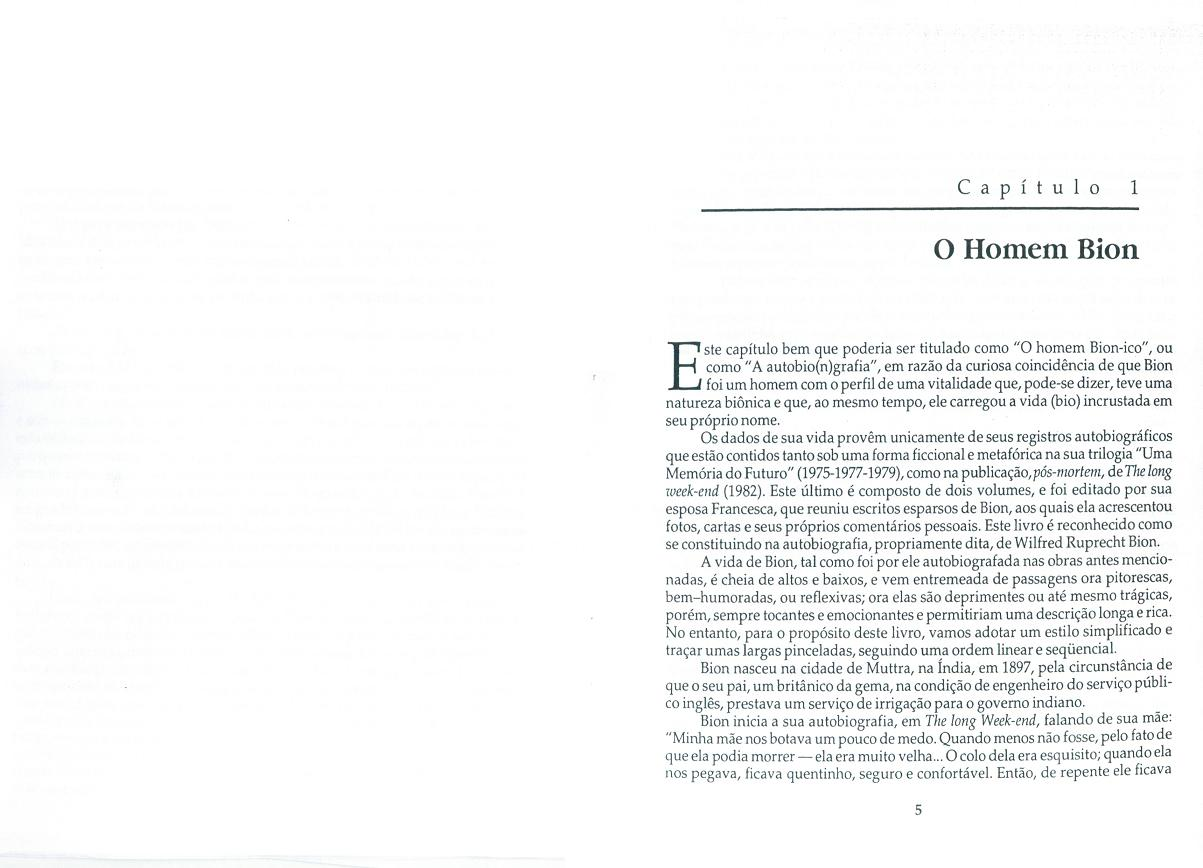 Capítulo 1
O Homem Bion
Este capítulo bem que poderia ser titulado como "O homem Bion-ico", ou
como "A autobio(n)grafia", em razão da curiosa coincidência de que Bion
foi um homem com o perfil de uma vitalidade que, pode-se dizer, teve uma
natureza biônica e que, ao mesmo tempo, ele carregou a vida (bio) incrustada em
seu próprio nome.
Os dados de sua vida provêm unicamente de seus registros autobiográficos
que estão contidos tanto sob uma forma ficcional e metafórica na sua trilogia "Uma
Memória do Futuro" (1975-1977-1979), como na publicação, pós-mortem, de The long
week-end (1982). Este último é composto de dois volumes, e foi editado por sua
esposa Francesca, que reuniu escritos esparsos de Bion, aos quais ela acrescentou
fotos, cartas e seus próprios comentários pessoais. Este livro é reconhecido como
se constituindo na autobiografia, propriamente dita, de Wilfred Ruprecht Bion.
A vida de Bion, tal como foi por ele autobiografada nas obras antes mencio-
nadas, é cheia de altos e baixos, e vem entremeada de passagens ora pitorescas,
bem–humoradas, ou reflexivas; ora elas são deprimentes ou até mesmo trágicas,
porém, sempre tocantes e emocionantes e permitiriam uma descrição longa e rica.
No entanto, para o propósito deste livro, vamos adotar um estilo simplificado e
traçar umas largas pinceladas, seguindo uma ordem linear e seqüencial.
Bion nasceu na cidade de Muttra, na Índia, em 1897, pela circunstância de
que o seu pai, um britânico da gema, na condição de engenheiro do serviço públi-
co inglês, prestava um serviço de irrigação para o governo indiano.
Bion inicia a sua autobiografia, em The long Week-end, falando de sua mãe:
"Minha mãe nos botava um pouco de medo. Quando menos não fosse, pelo fato de
que ela podia morrer — ela era muito velha... O colo dela era esquisito; quando ela
nos pegava, ficava quentinho, seguro e confortável. Então, de repente ele ficava
5